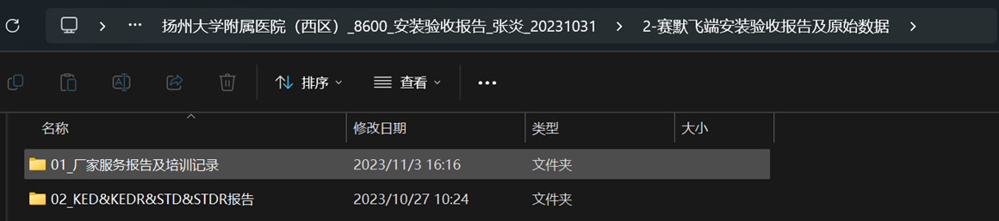 扬州大学附属医院（西区）_8600_安装验收报告_张炎_20231031 2-赛默飞端安装验收报告及原始数据
排序 查看
名称 修改日期 类型 大小
01_厂家服务报告及培训记录 2023/11/3 16:16 文件夹
02_KED&KEDR&STD&STDR报告 2023/10/27 10:24 文件夹